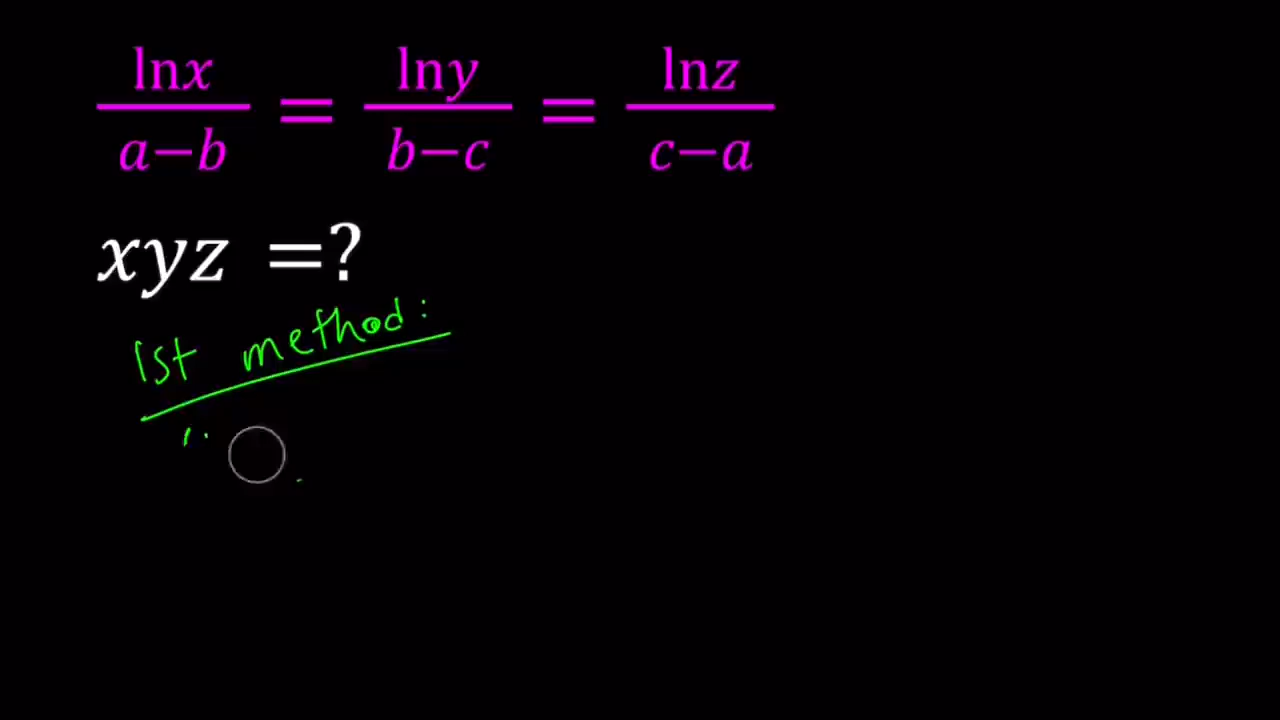 lnx/a−b = lny/b−c = lnz/c−a
xyz =?
1st method: